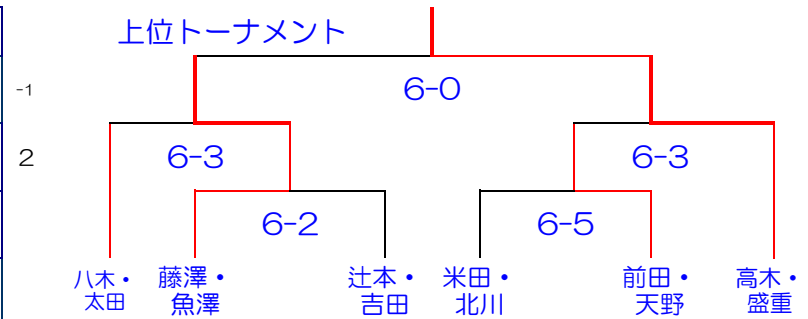 上位トーナメント
-1
6-0
2
6-3
6-3
6-2
6-5
八木・
太田
藤澤・
魚澤
辻本・
吉田
米田・
北川
前田・
天野
高木・
盛重